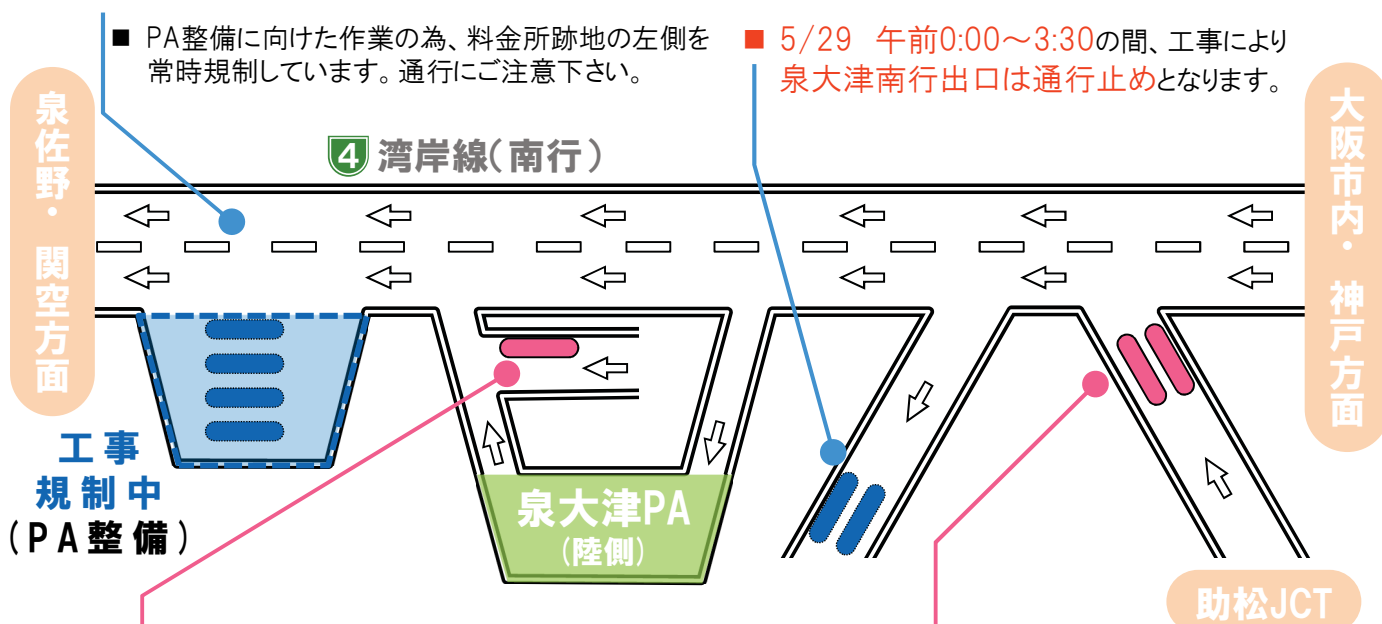 ■ PA整備に向けた作業の為、料金所跡地の左側を
常時規制しています。通行にご注意下さい。
■ 5/29 午前0:00～3:30の間、工事により
泉大津南行出口は通行止めとなります。
泉佐野・関空方面
大阪市内・神戸方面
4 湾岸線(南行)
工事
規制中
(PA整備)
泉大津PA
(陸側)
助松JCT